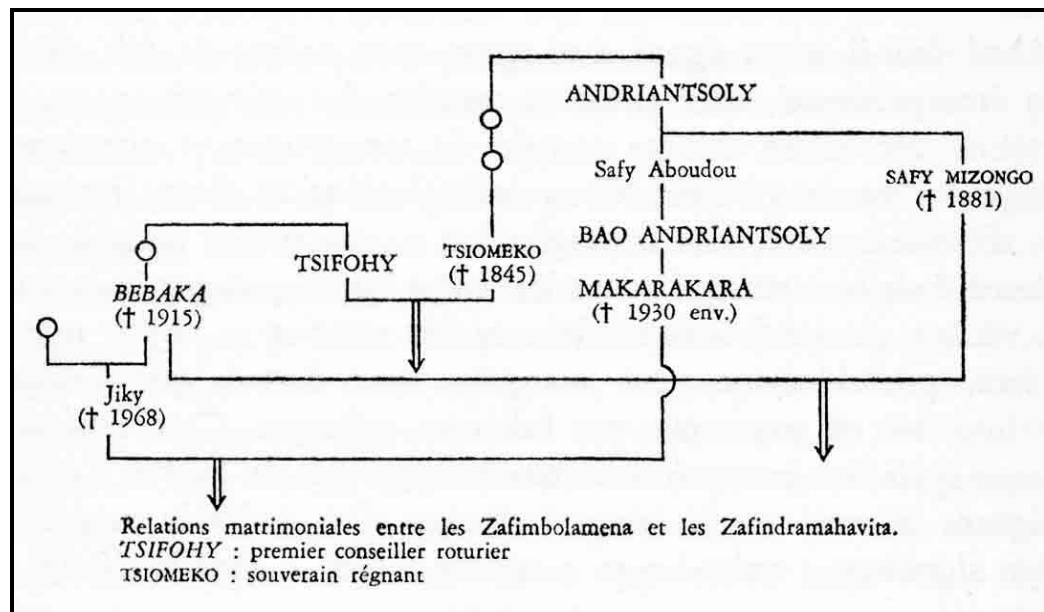 ANDRIANTSOLY
Safy Aboudou
SAFY MIZONGO
(† 1881)
BAO ANDRIANTSOLY
TSIFOHY
TSIOMEKO
(† 1845)
BEBAKA
(† 1915)
MAKARAKARA
(† 1930 env.)
Jiky
(† 1968)
Relations matrimoniales entre les Zafimbolamena et les Zafindramahavita.
TSIFOHY : premier conseiller roturier
TSIOMEKO : souverain régnant